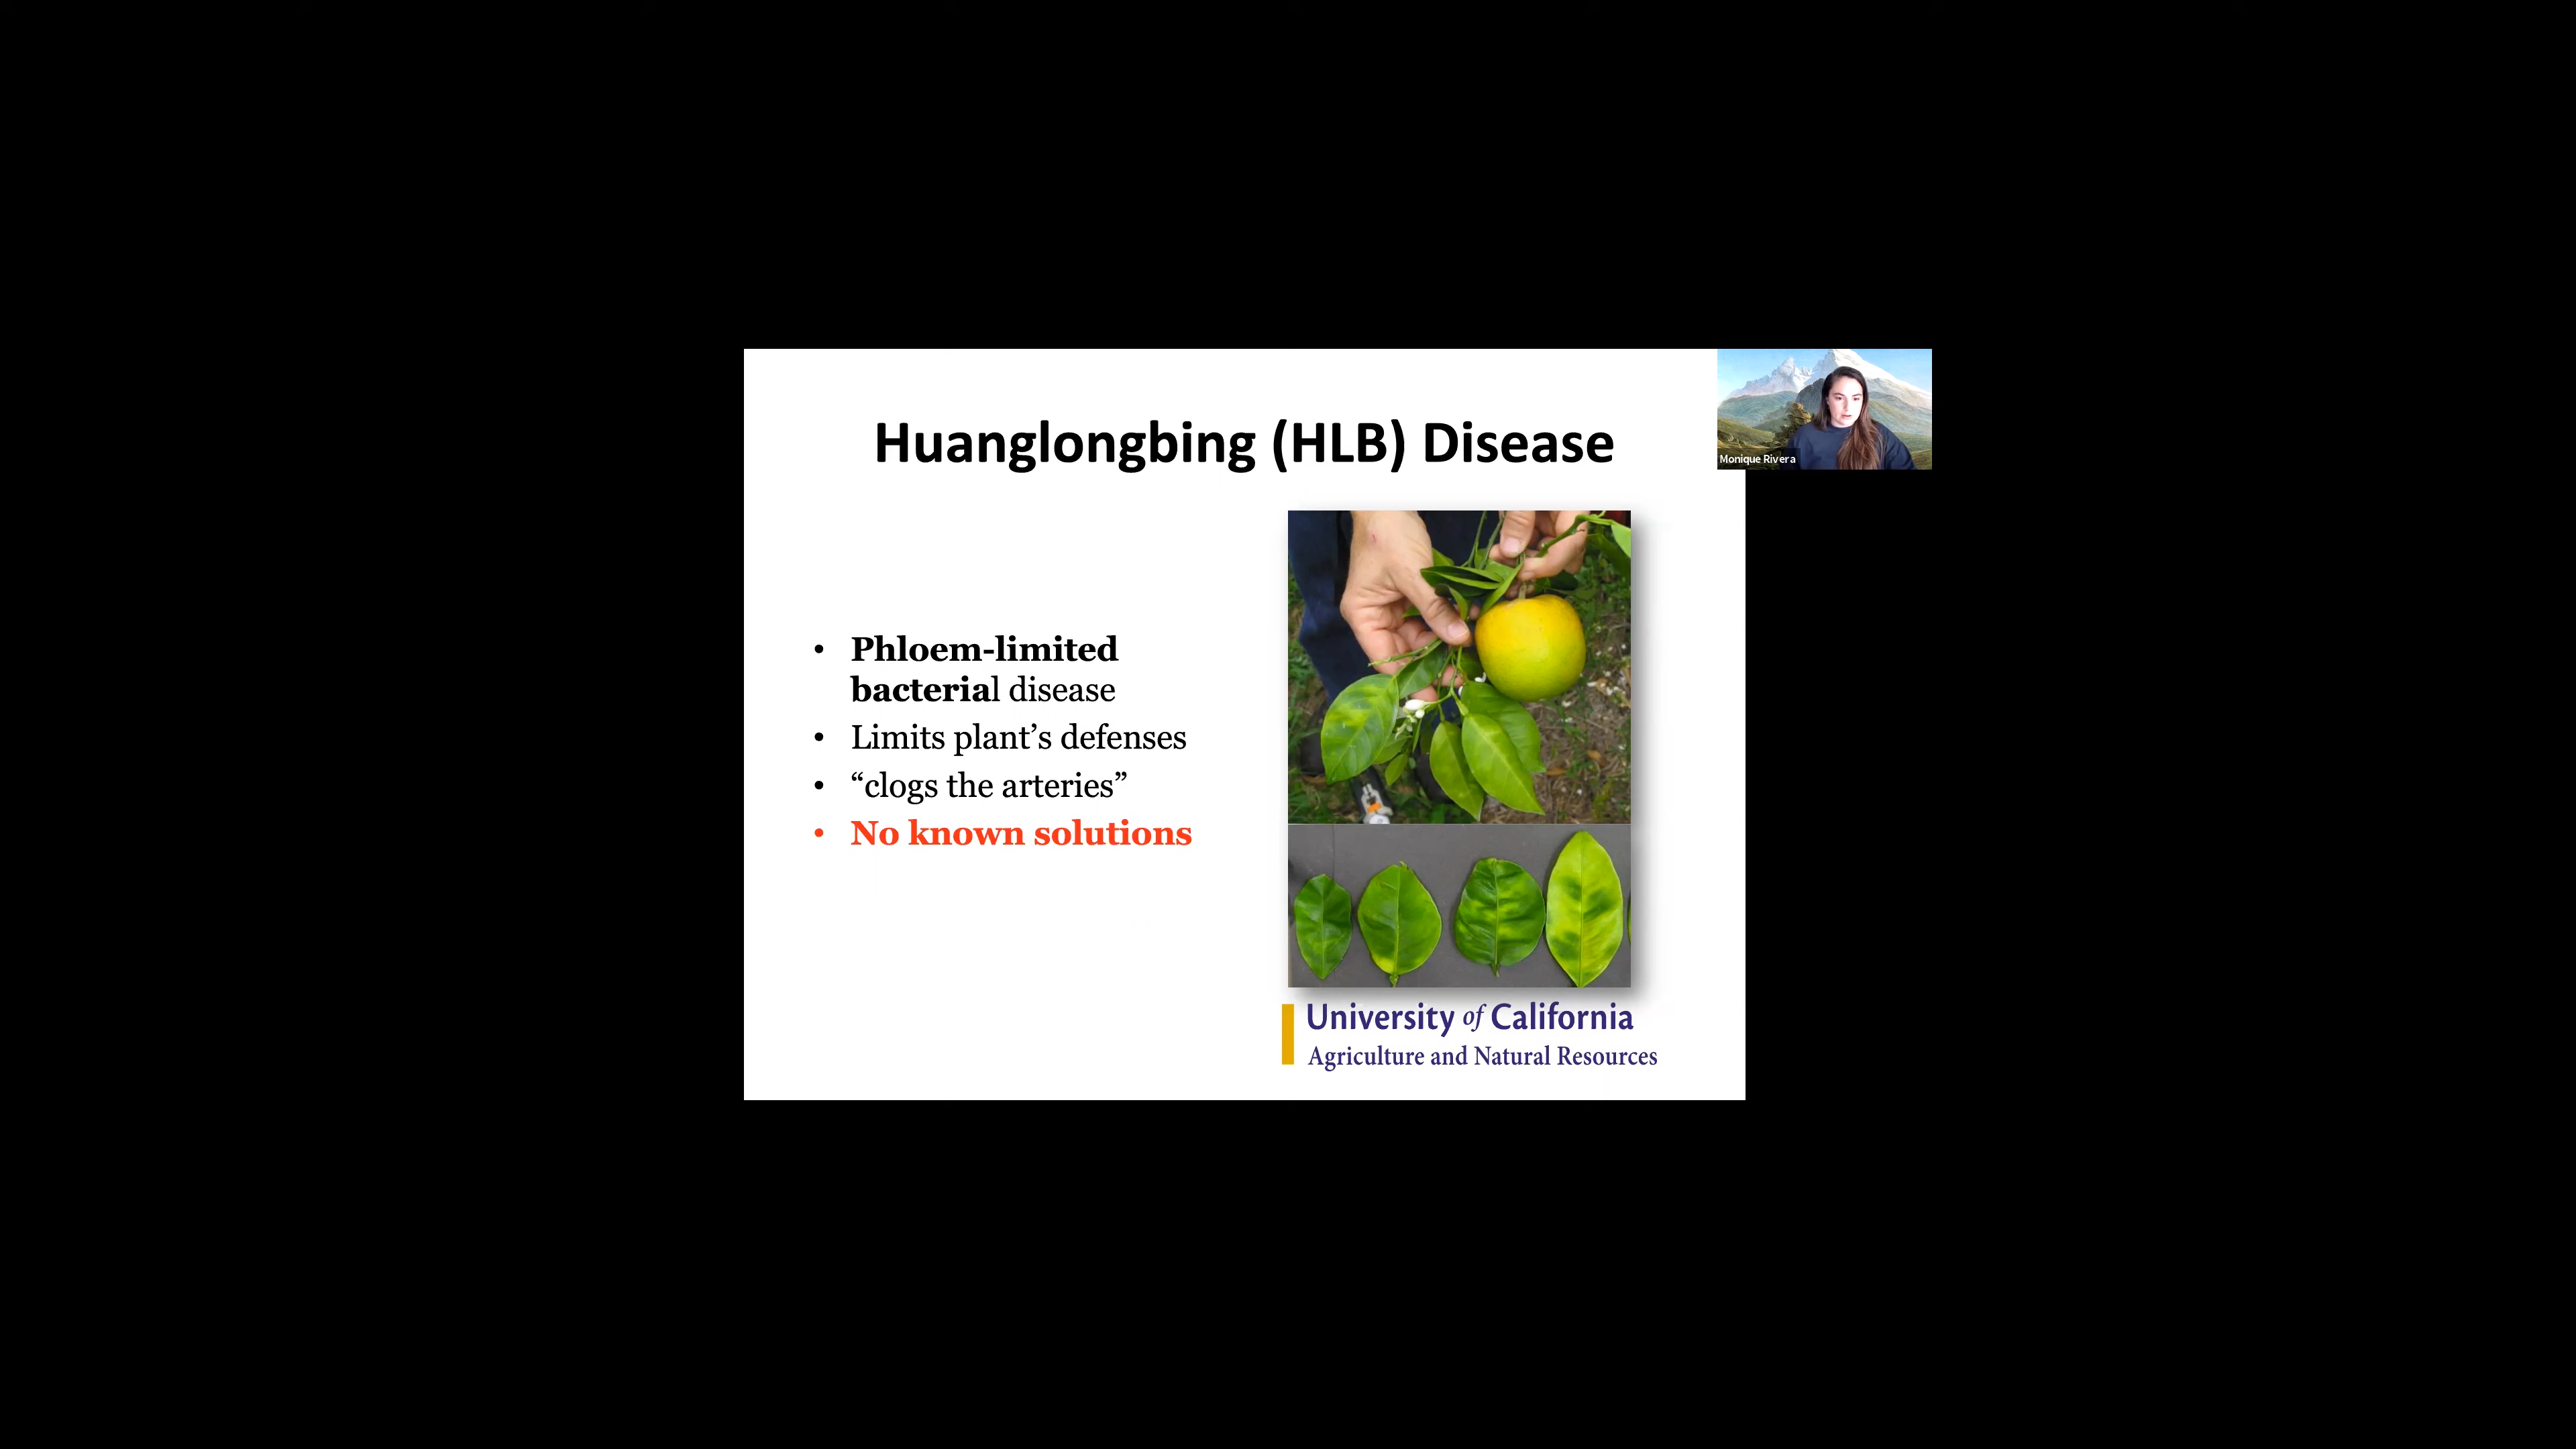 Huanglongbing (HLB) Disease
Monique Rivera
• Phloem-limited
bacterial disease
• Limits plant’s defenses
• “clogs the arteries”
• No known solutions
University of California
Agriculture and Natural Resources